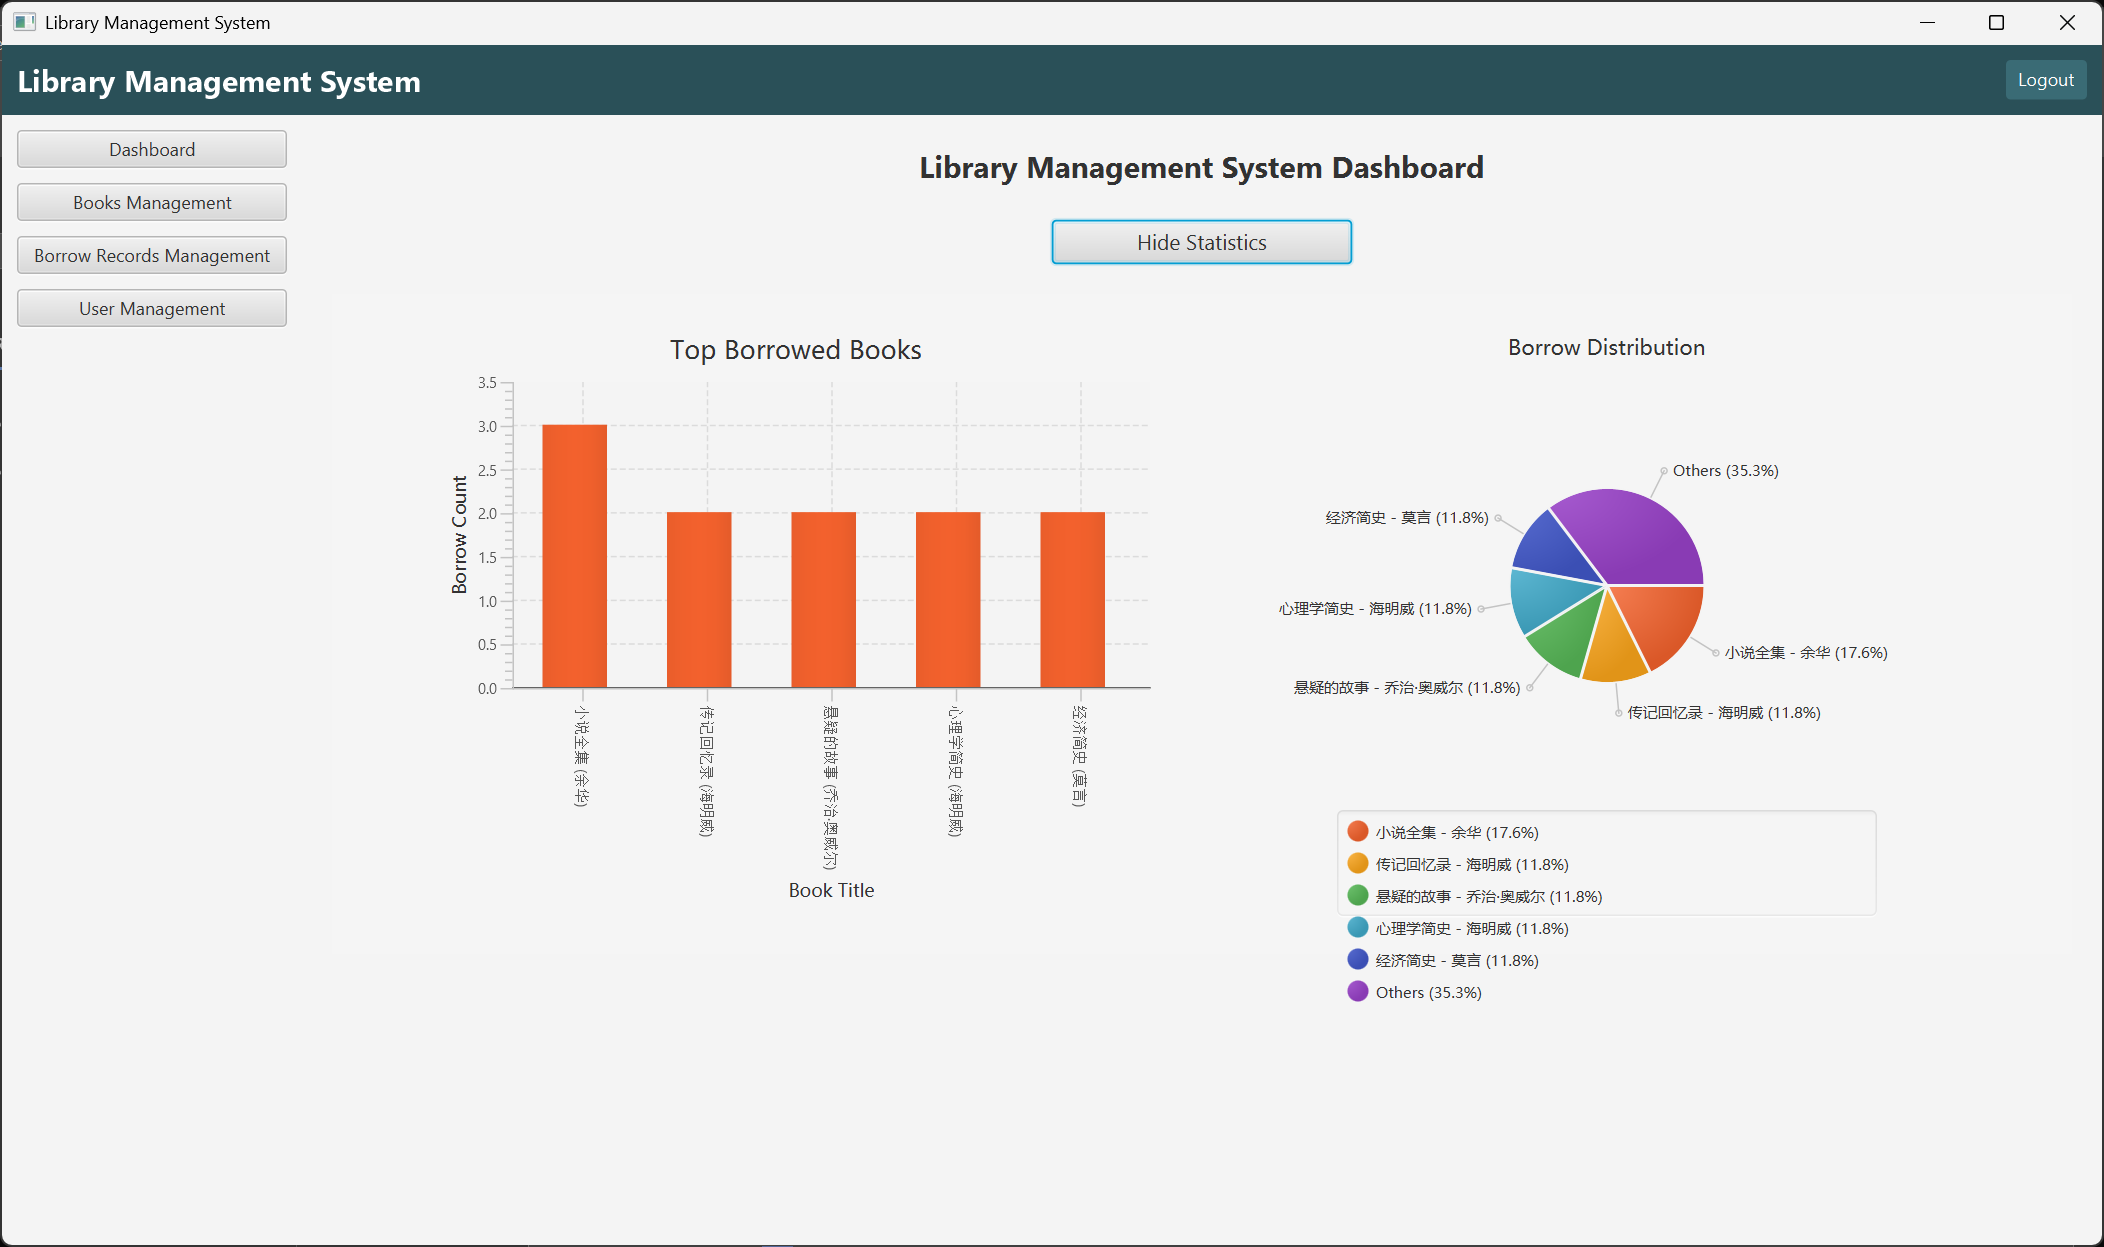 Library Management System
Library Management System
Logout
Dashboard
Books Management
Borrow Records Management
User Management
Library Management System Dashboard
Hide Statistics
Top Borrowed Books
3.5
3.0
2.5
2.0
1.5
1.0
0.5
0.0
Borrow Count
小说全集 (余华)
传记回忆录 (海明威)
悬疑的故事 (乔治·奥威尔)
心理学简史 (海明威)
经济简史 (莫言)
Book Title
Borrow Distribution
Others (35.3%)
经济简史 - 莫言 (11.8%)
心理学简史 - 海明威 (11.8%)
小说全集 - 余华 (17.6%)
悬疑的故事 - 乔治·奥威尔 (11.8%)
传记回忆录 - 海明威 (11.8%)
小说全集 - 余华 (17.6%)
传记回忆录 - 海明威 (11.8%)
悬疑的故事 - 乔治·奥威尔 (11.8%)
心理学简史 - 海明威 (11.8%)
经济简史 - 莫言 (11.8%)
Others (35.3%)